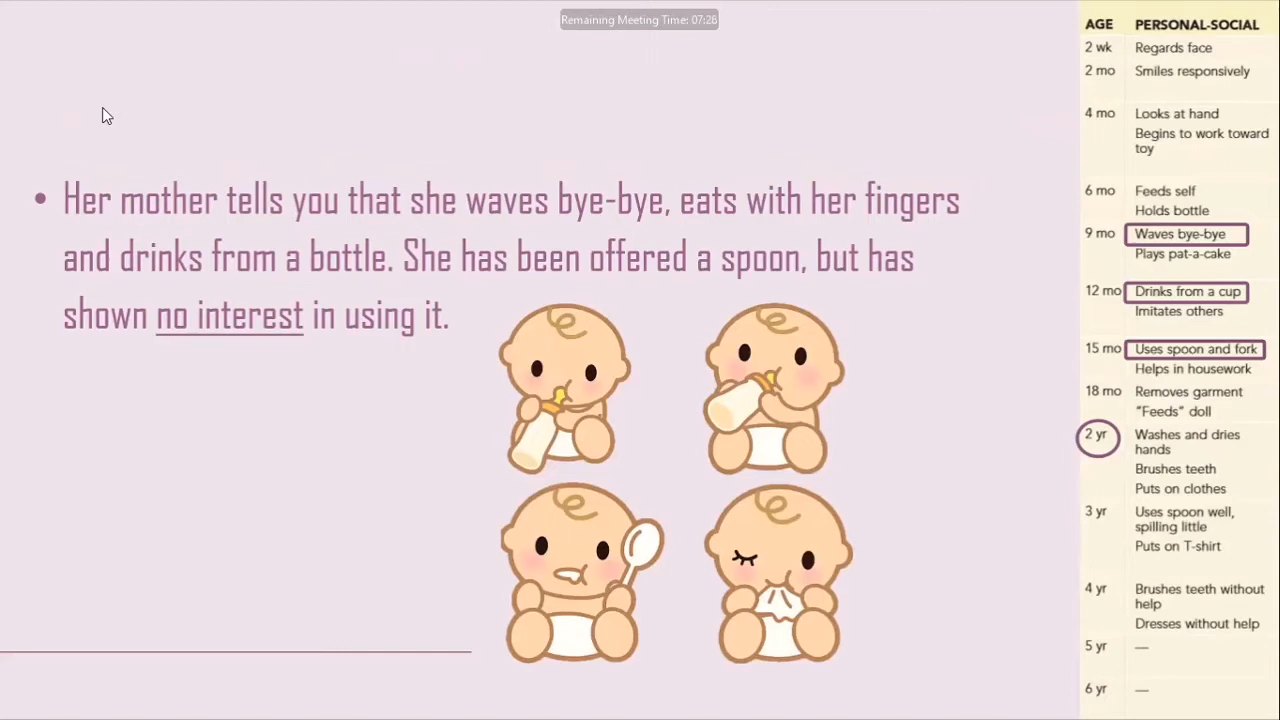 Remaining Meeting Time: 07:28
• Her mother tells you that she waves bye-bye, eats with her fingers
and drinks from a bottle. She has been offered a spoon, but has
shown no interest in using it.
AGE PERSONAL-SOCIAL
2 wk Regards face
2 mo Smiles responsively
4 mo Looks at hand
Begins to work toward
toy
6 mo Feeds self
Holds bottle
9 mo Waves bye-bye
Plays pat-a-cake
12 mo Drinks from a cup
Imitates others
15 mo Uses spoon and fork
Helps in housework
18 mo Removes garment
“Feeds” doll
2 yr Washes and dries
hands
Brushes teeth
Puts on clothes
3 yr Uses spoon well,
spilling little
Puts on T-shirt
4 yr Brushes teeth without
help
Dresses without help
5 yr —
6 yr —